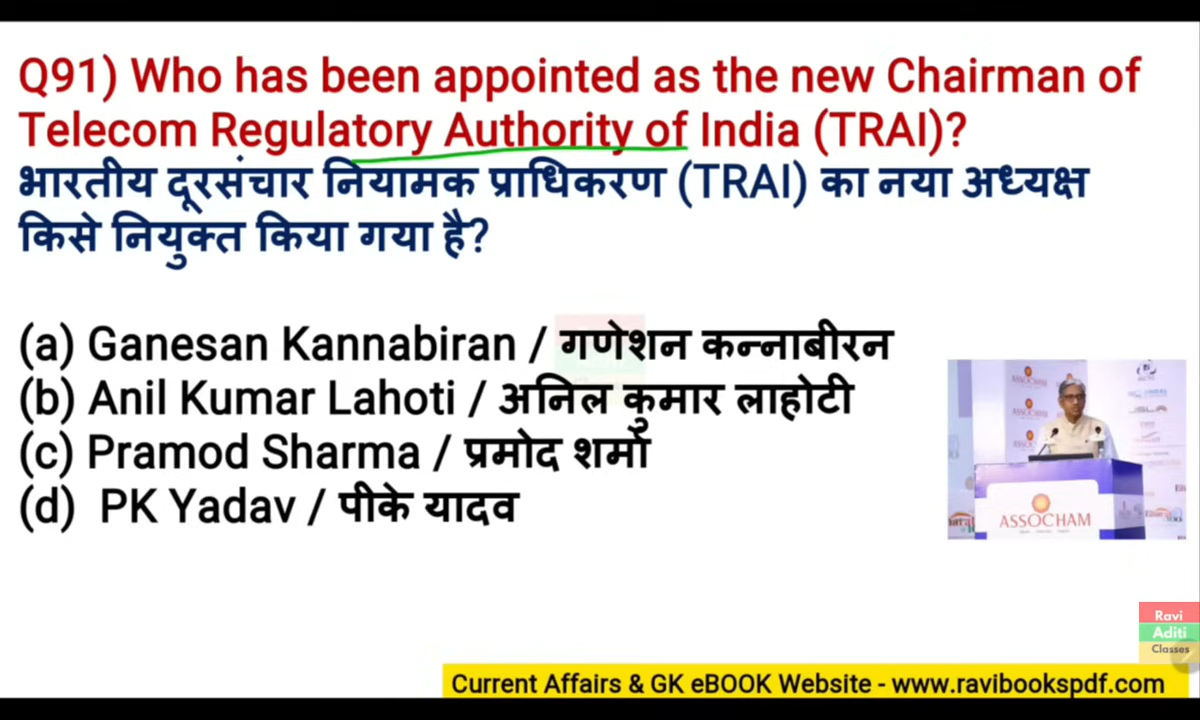 Q91) Who has been appointed as the new Chairman of
Telecom Regulatory Authority of India (TRAI)?
भारतीय दूरसंचार नियामक प्राधिकरण (TRAI) का नया अध्यक्ष
किसे नियुक्त किया गया है?
(a) Ganesan Kannabiran / गणेशन कन्नाबीरन
(b) Anil Kumar Lahoti / अनिल कुमार लाहोटी
(c) Pramod Sharma / प्रमोद शर्मा
(d) PK Yadav / पीके यादव
ASSOCHAM
ASSOCHAM
Ravi
Aditi
Classes
Current Affairs & GK eBOOK Website - www.ravibookspdf.com